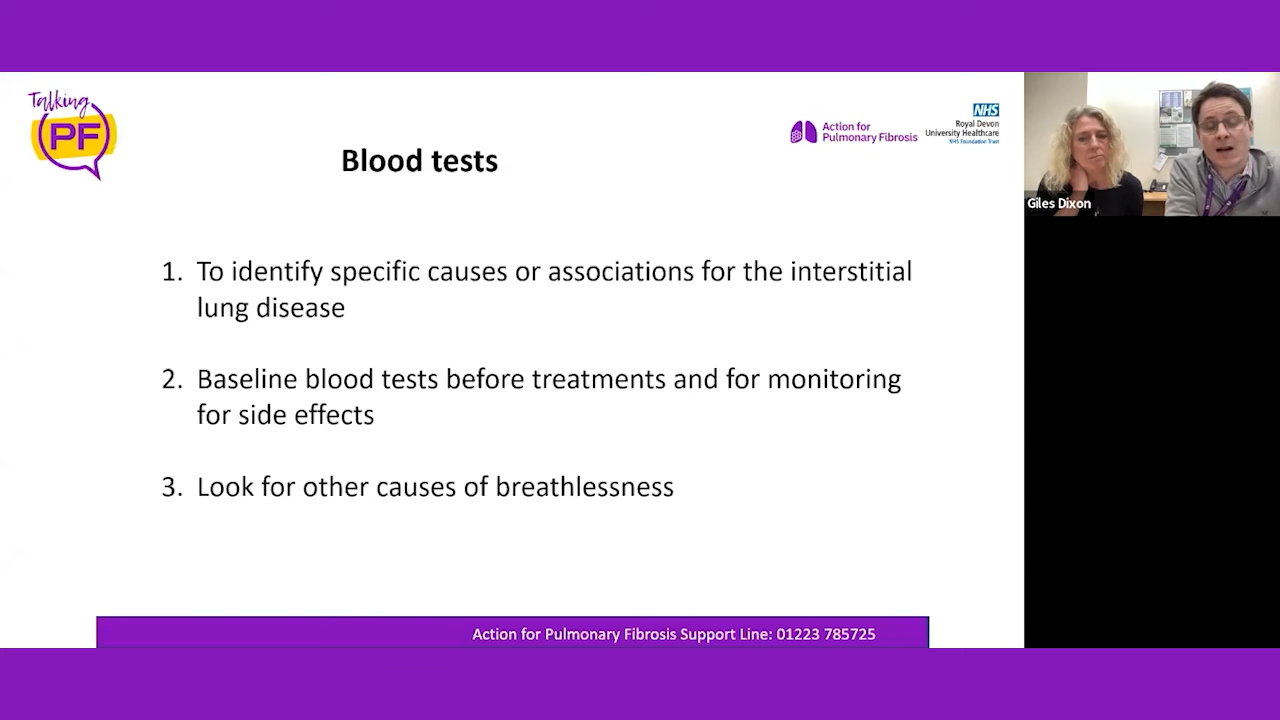 Talking
PF
Blood tests
Action for
Pulmonary Fibrosis
NHS
Royal Devon
University Healthcare
NHS Foundation Trust
Giles Dixon
1. To identify specific causes or associations for the interstitial
lung disease
2. Baseline blood tests before treatments and for monitoring
for side effects
3. Look for other causes of breathlessness
Action for Pulmonary Fibrosis Support Line: 01223 785725